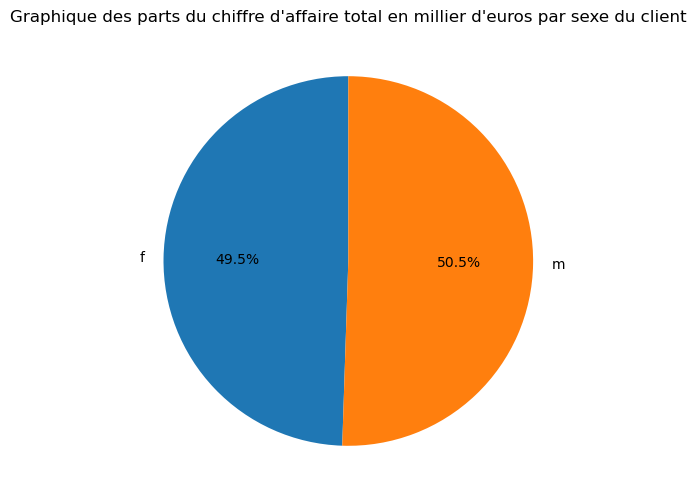 Graphique des parts du chiffre d'affaire total en millier d'euros par sexe du client
f
49.5%
50.5%
m